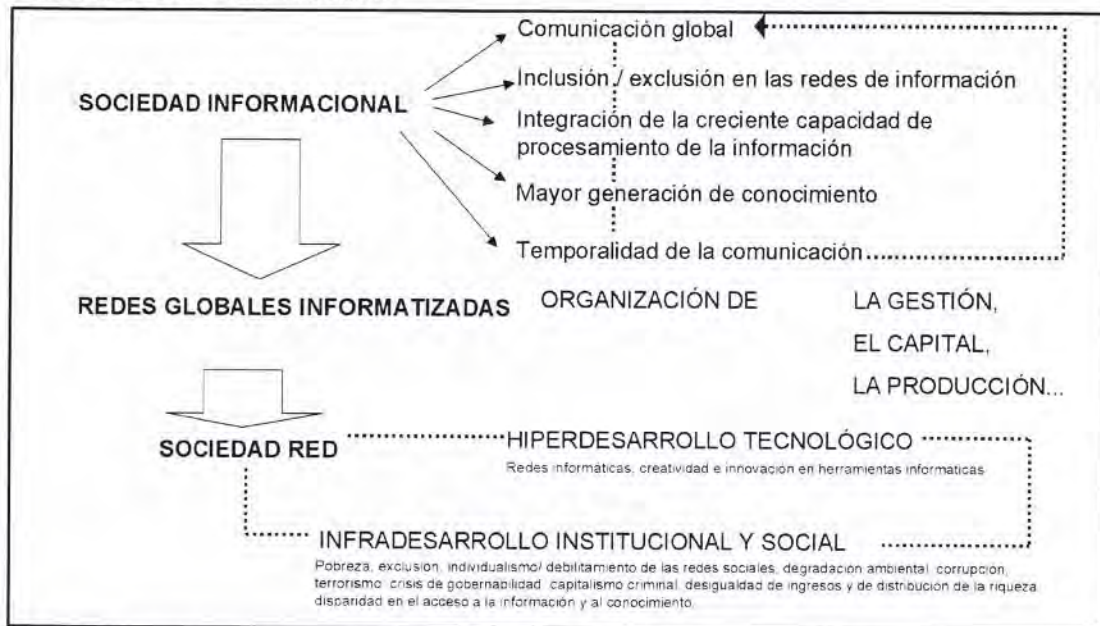 Comunicación global
Inclusión / exclusión en las redes de información
SOCIEDAD INFORMACIONAL
Integración de la creciente capacidad de
procesamiento de la información
Mayor generación de conocimiento
Temporalidad de la comunicación
REDES GLOBALES INFORMATIZADAS
ORGANIZACIÓN DE
LA GESTIÓN,
EL CAPITAL,
LA PRODUCCIÓN...
SOCIEDAD RED
HIPERDESARROLLO TECNOLÓGICO
Redes informáticas, creatividad e innovación en herramientas informáticas
INFRADESARROLLO INSTITUCIONAL Y SOCIAL
Pobreza, exclusión, individualismo/ debilitamiento de las redes sociales, degradación ambiental, corrupción,
terrorismo, crisis de gobernabilidad, capitalismo criminal, desigualdad de ingresos y de distribución de la riqueza
disparidad en el acceso a la información y al conocimiento.